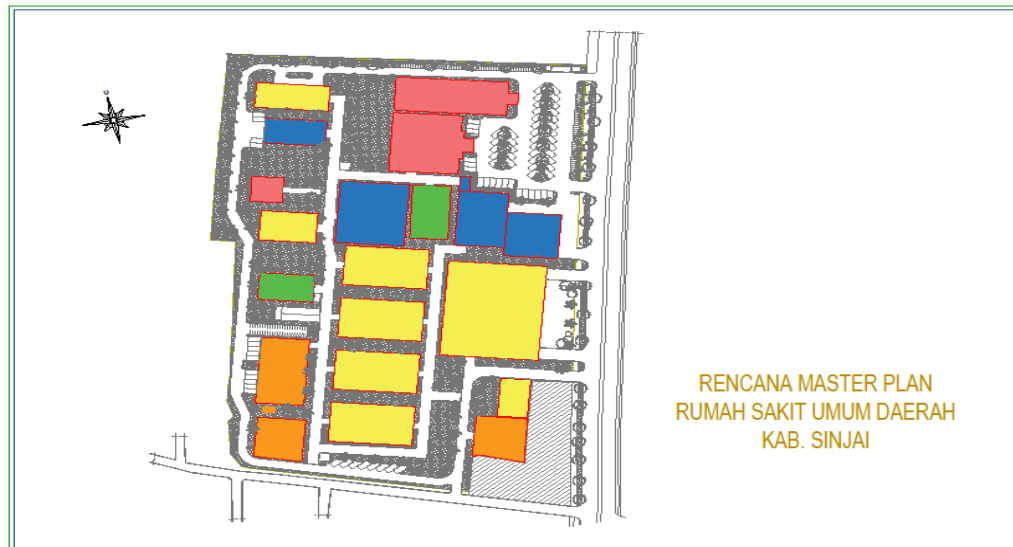 RENCANA MASTER PLAN
RUMAH SAKIT UMUM DAERAH
KAB. SINJAI